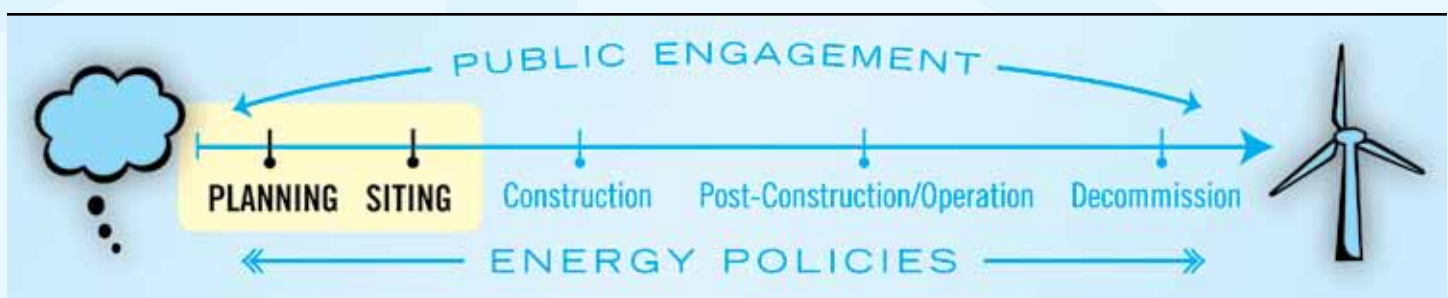 PUBLIC ENGAGEMENT
PLANNING SITING Construction Post-Construction/Operation Decommission
ENERGY POLICIES